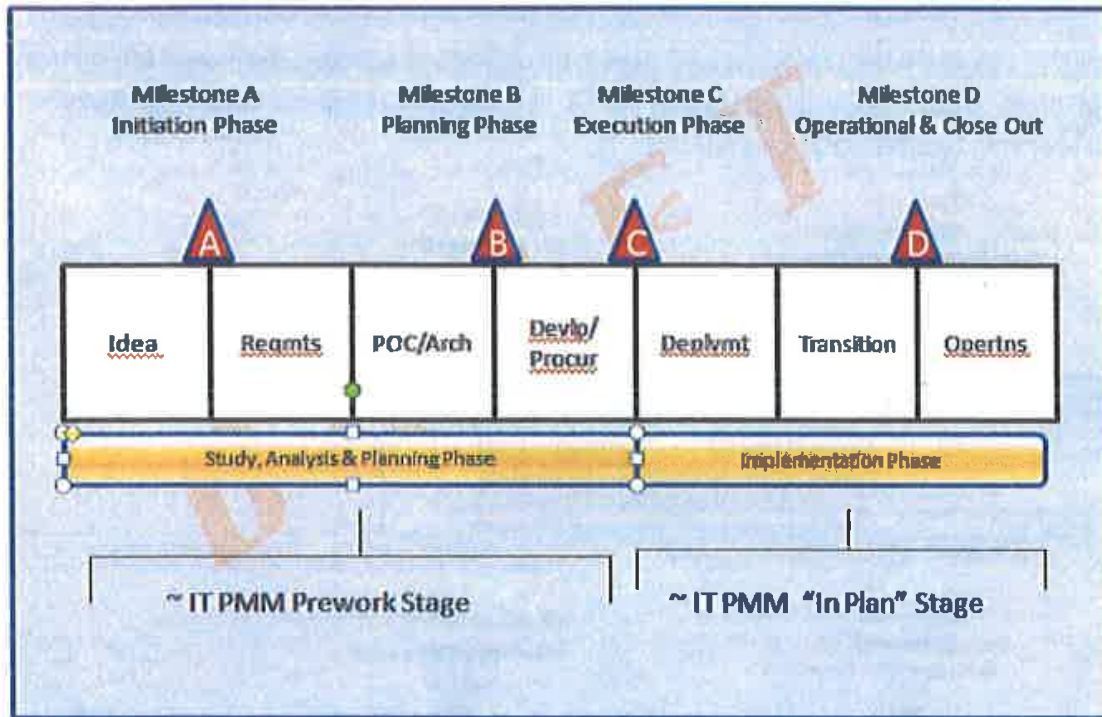 Milestone A
Initiation Phase
Milestone B
Planning Phase
Milestone C
Execution Phase
Milestone D
Operational & Close Out
A
B
C
D
Idea
Reqmts
POC/Arch
Devlp/
Procur
Deplymt
Transition
Opertns
Study, Analysis & Planning Phase
Implementation Phase
~ IT PMM Prework Stage
~ IT PMM "In Plan" Stage